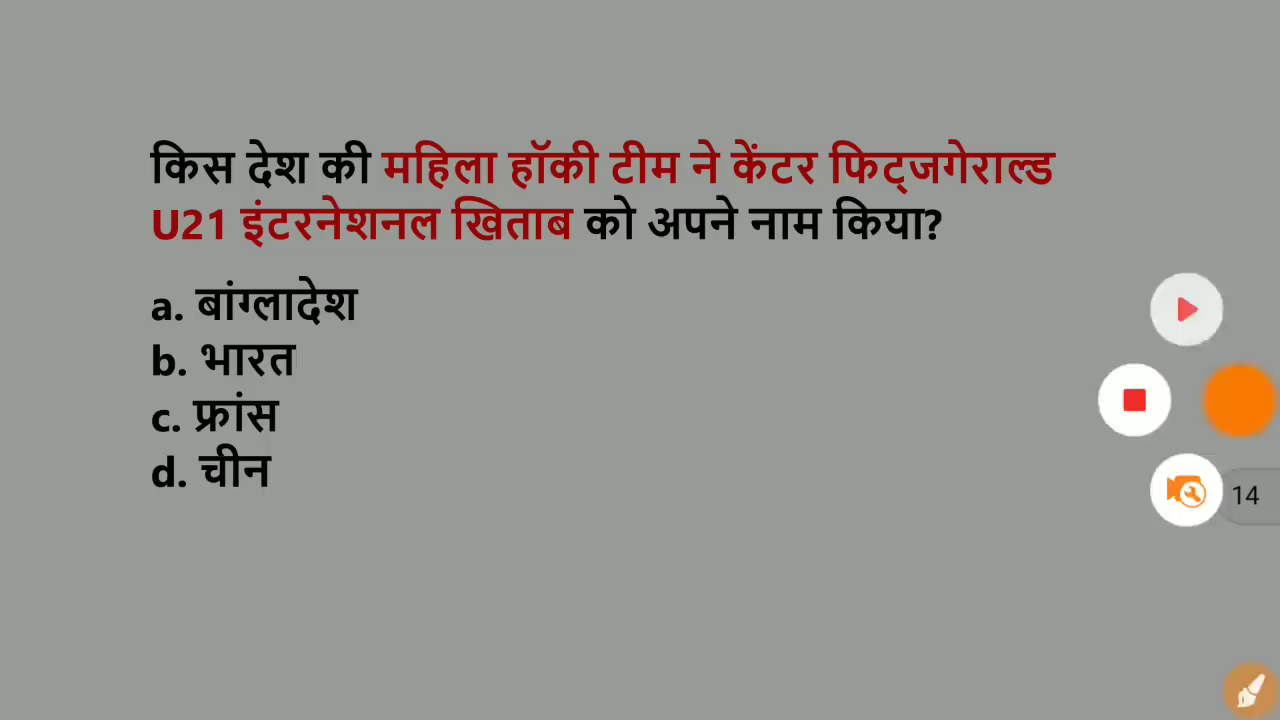 किस देश की महिला हॉकी टीम ने केंटर फिट्जगेराल्ड
U21 इंटरनेशनल खिताब को अपने नाम किया?
a. बांग्लादेश
b. भारत
c. फ्रांस
d. चीन
14